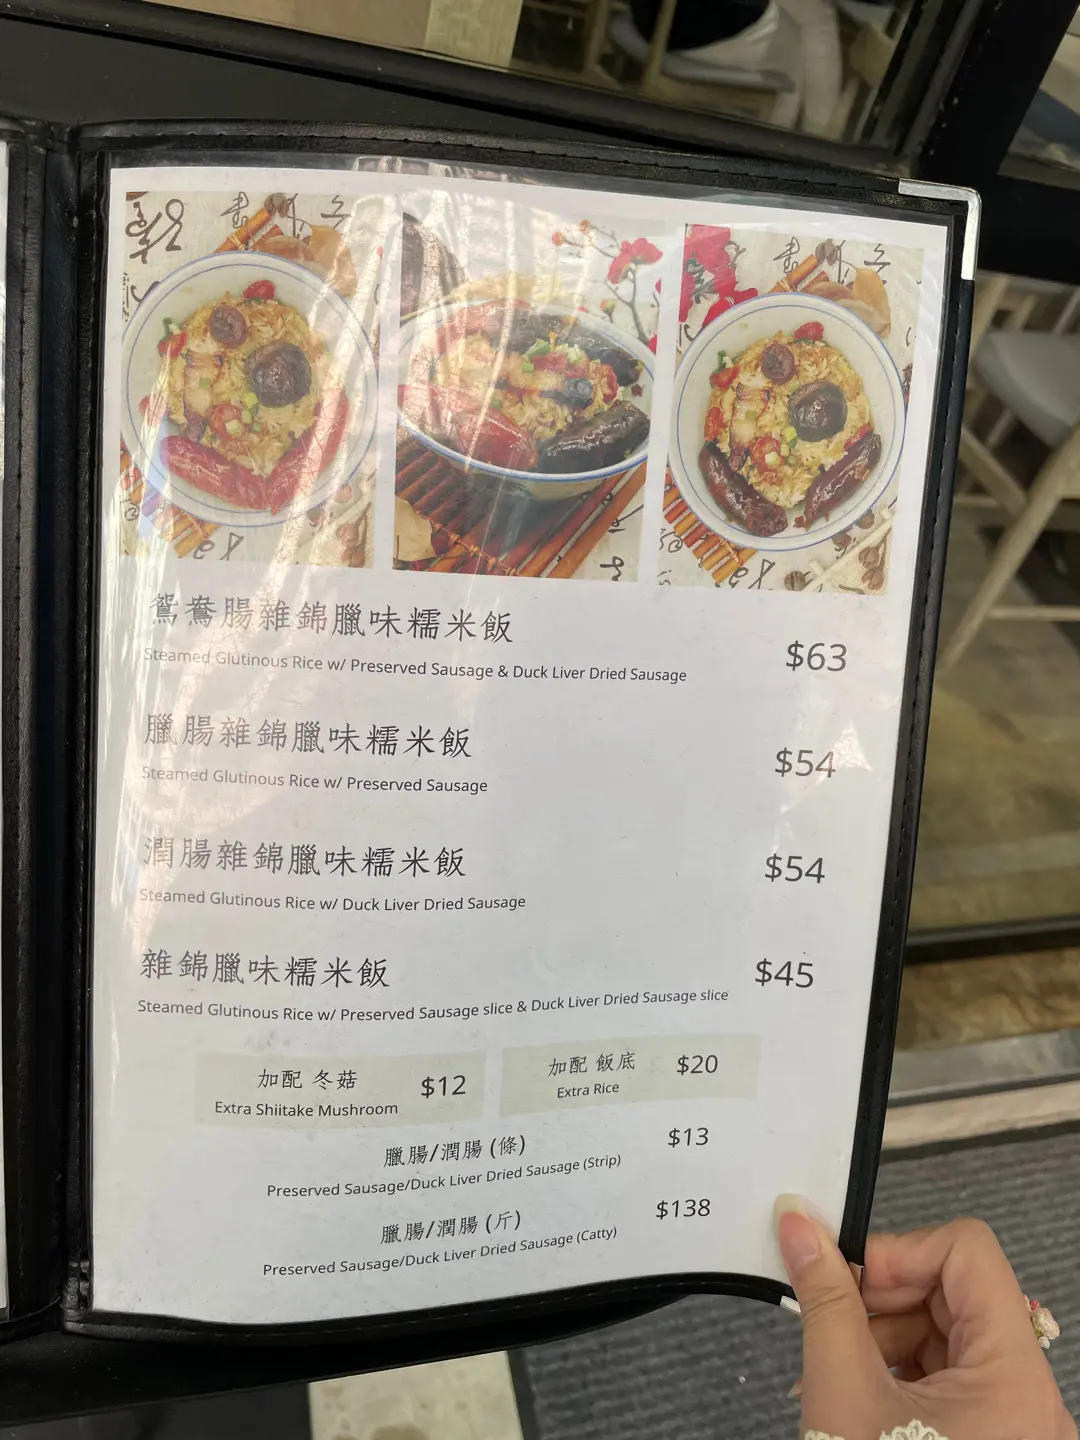 鴛鴦腸雜錦臘味糯米飯
$63
Steamed Glutinous Rice w/ Preserved Sausage & Duck Liver Dried Sausage
臘腸雜錦臘味糯米飯
$54
Steamed Glutinous Rice w/ Preserved Sausage
潤腸雜錦臘味糯米飯
$54
Steamed Glutinous Rice w/ Duck Liver Dried Sausage
雜錦臘味糯米飯
$45
Steamed Glutinous Rice w/ Preserved Sausage slice & Duck Liver Dried Sausage slice
加配 冬菇
$12
Extra Shiitake Mushroom
加配 飯底
$20
Extra Rice
臘腸/潤腸 (條)
$13
Preserved Sausage/Duck Liver Dried Sausage (Strip)
臘腸/潤腸 (斤)
$138
Preserved Sausage/Duck Liver Dried Sausage (Catty)